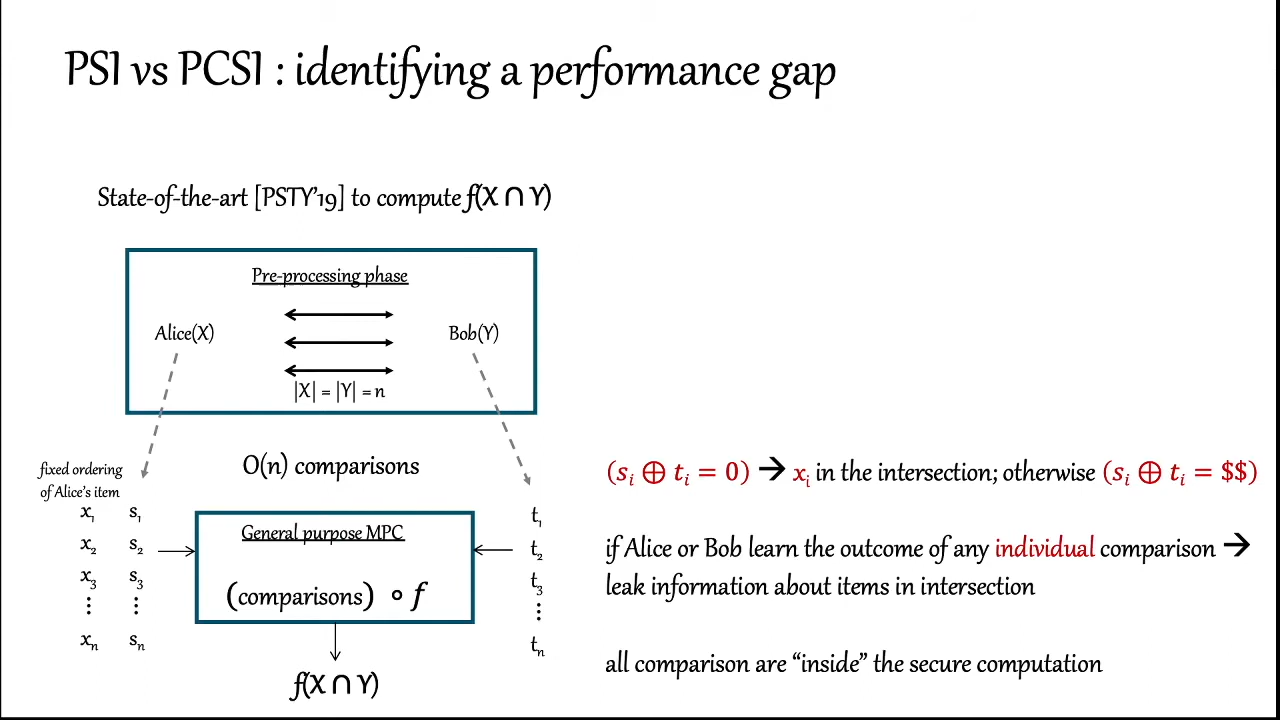 PSI vs PCSI : identifying a performance gap
State-of-the-art [PSTY'19] to compute f(X ∩ Y)
Pre-processing phase
Alice(X)
Bob(Y)
|X| = |Y| = n
fixed ordering
of Alice's item
O(n) comparisons
x₁ s₁
x₂ s₂
x₃ s₃
⋮ ⋮
xₙ sₙ
General purpose MPC
(comparisons) ∘ f
f(X ∩ Y)
t₁
t₂
t₃
⋮
tₙ
(sᵢ ⊕ tᵢ = 0) → xᵢ in the intersection; otherwise (sᵢ ⊕ tᵢ = $$)
if Alice or Bob learn the outcome of any individual comparison →
leak information about items in intersection
all comparison are “inside” the secure computation